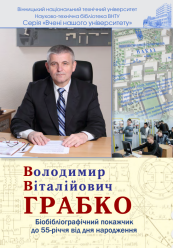 Вінницький національний технічний університет
Науково-технічна бібліотека ВНТУ
Серія «Вчені нашого університету»
Володимир
Віталійович
ГРАБКО
Біобібліографічний покажчик
до 55-річчя від дня народження